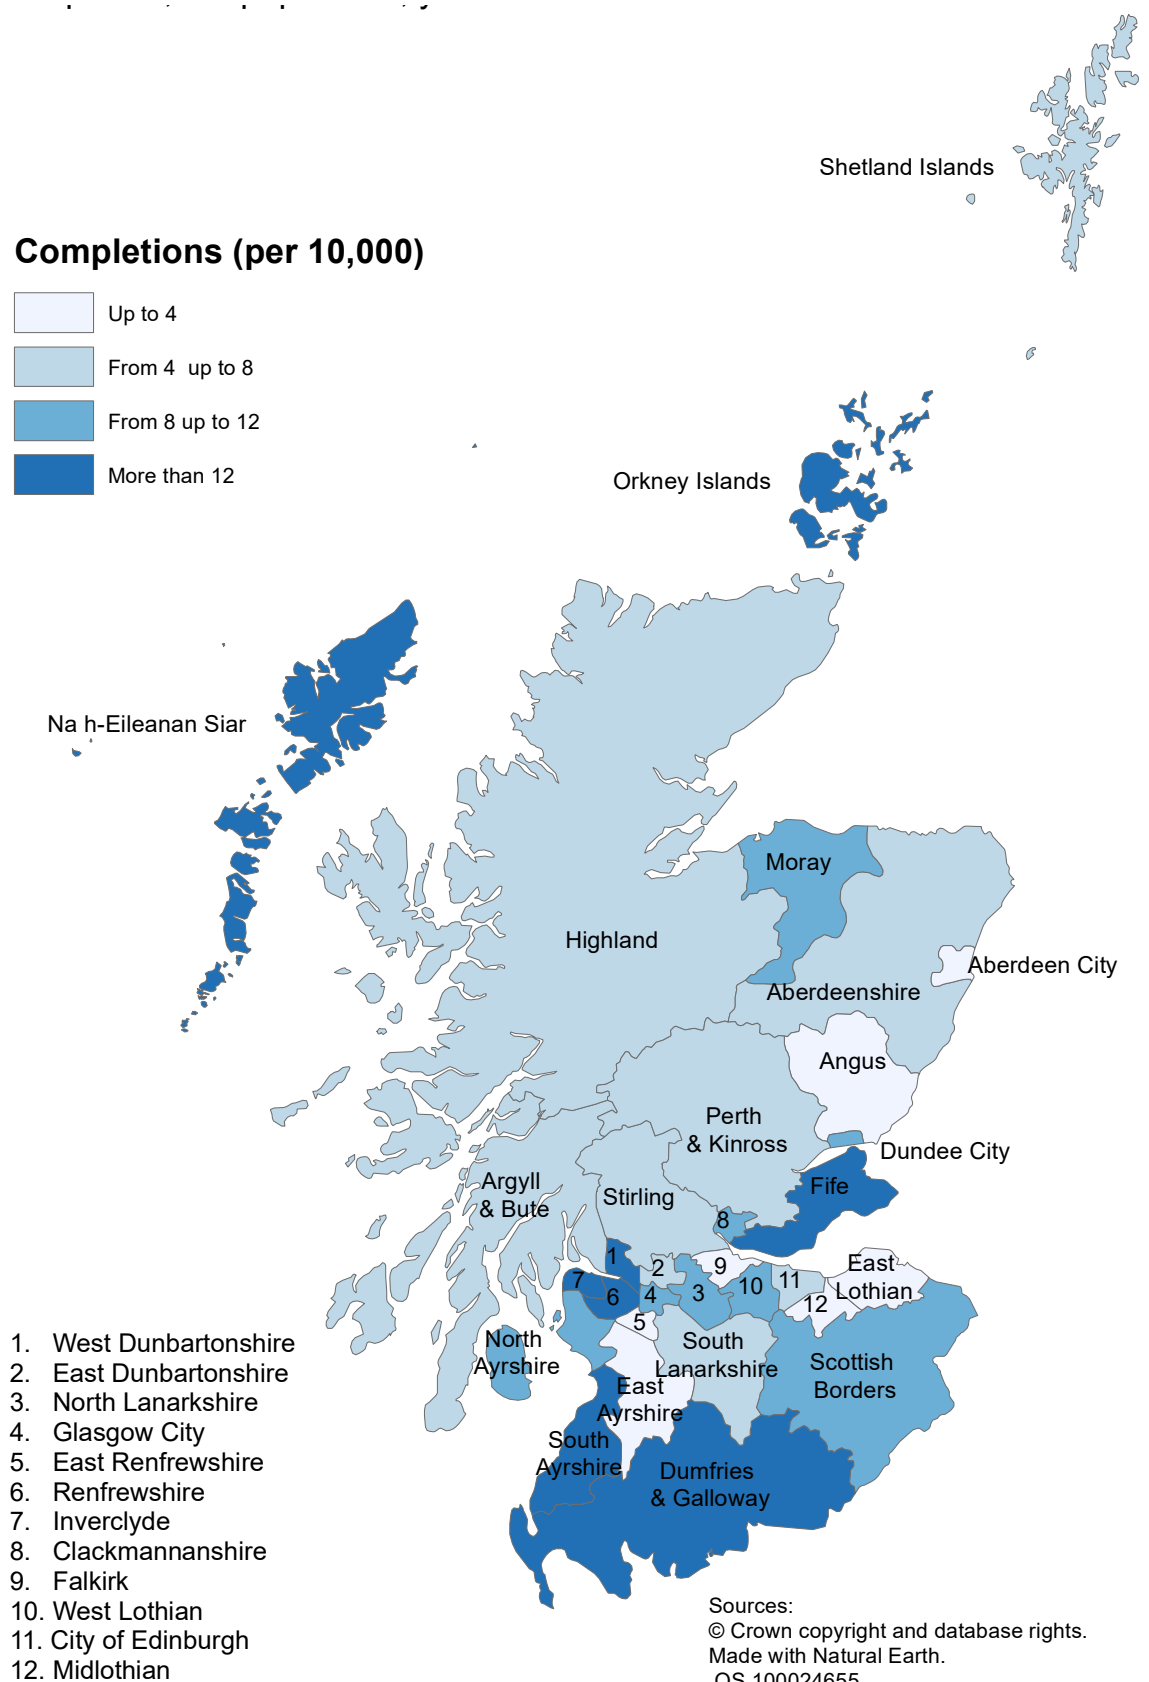 Shetland Islands
Completions (per 10,000)
Up to 4
From 4 up to 8
From 8 up to 12
More than 12
Orkney Islands
Na h-Eileanan Siar
Moray
Highland
Aberdeen City
Aberdeenshire
Angus
Perth
& Kinross
Dundee City
Argyll
& Bute
Stirling
Fife
8
1
2
9
7
6
4
3
10
11
12
5
East
Lothian
North
Ayrshire
South
Lanarkshire
Scottish
Borders
East
Ayrshire
South
Ayrshire
Dumfries
& Galloway
1. West Dunbartonshire
2. East Dunbartonshire
3. North Lanarkshire
4. Glasgow City
5. East Renfrewshire
6. Renfrewshire
7. Inverclyde
8. Clackmannanshire
9. Falkirk
10. West Lothian
11. City of Edinburgh
12. Midlothian
Sources:
© Crown copyright and database rights.
Made with Natural Earth.
OS 100024655